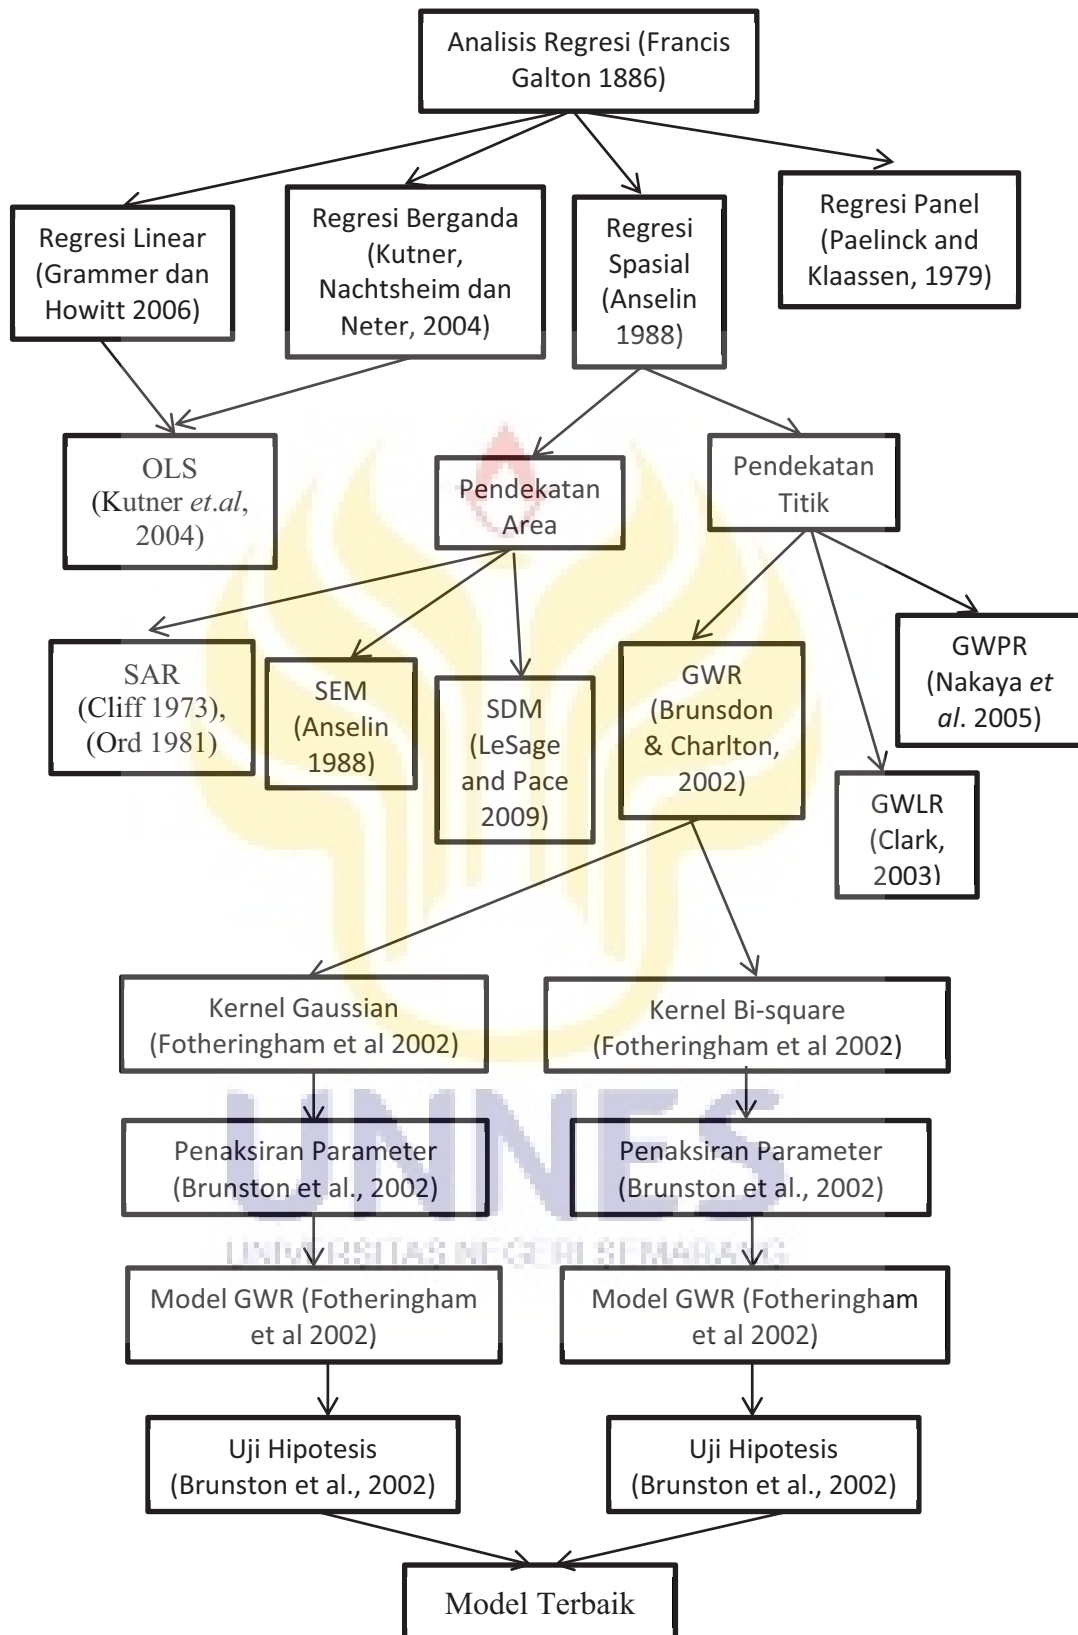 Analisis Regresi (Francis
Galton 1886)
Regresi Linear
(Grammer dan
Howitt 2006)
Regresi Berganda
(Kutner,
Nachtsheim dan
Neter, 2004)
Regresi
Spasial
(Anselin
1988)
Regresi Panel
(Paelinck and
Klaassen, 1979)
OLS
(Kutner et.al,
2004)
Pendekatan
Area
Pendekatan
Titik
SAR
(Cliff 1973),
(Ord 1981)
SEM
(Anselin
1988)
SDM
(LeSage
and Pace
2009)
GWR
(Brunsdon
& Charlton,
2002)
GWPR
(Nakaya et
al. 2005)
GWLR
(Clark,
2003)
Kernel Gaussian
(Fotheringham et al 2002)
Kernel Bi-square
(Fotheringham et al 2002)
UNNES
UNIVERSITAS NEGERI SEMARANG
Penaksiran Parameter
(Brunston et al., 2002)
Penaksiran Parameter
(Brunston et al., 2002)
Model GWR (Fotheringham
et al 2002)
Model GWR (Fotheringham
et al 2002)
Uji Hipotesis
(Brunston et al., 2002)
Uji Hipotesis
(Brunston et al., 2002)
Model Terbaik